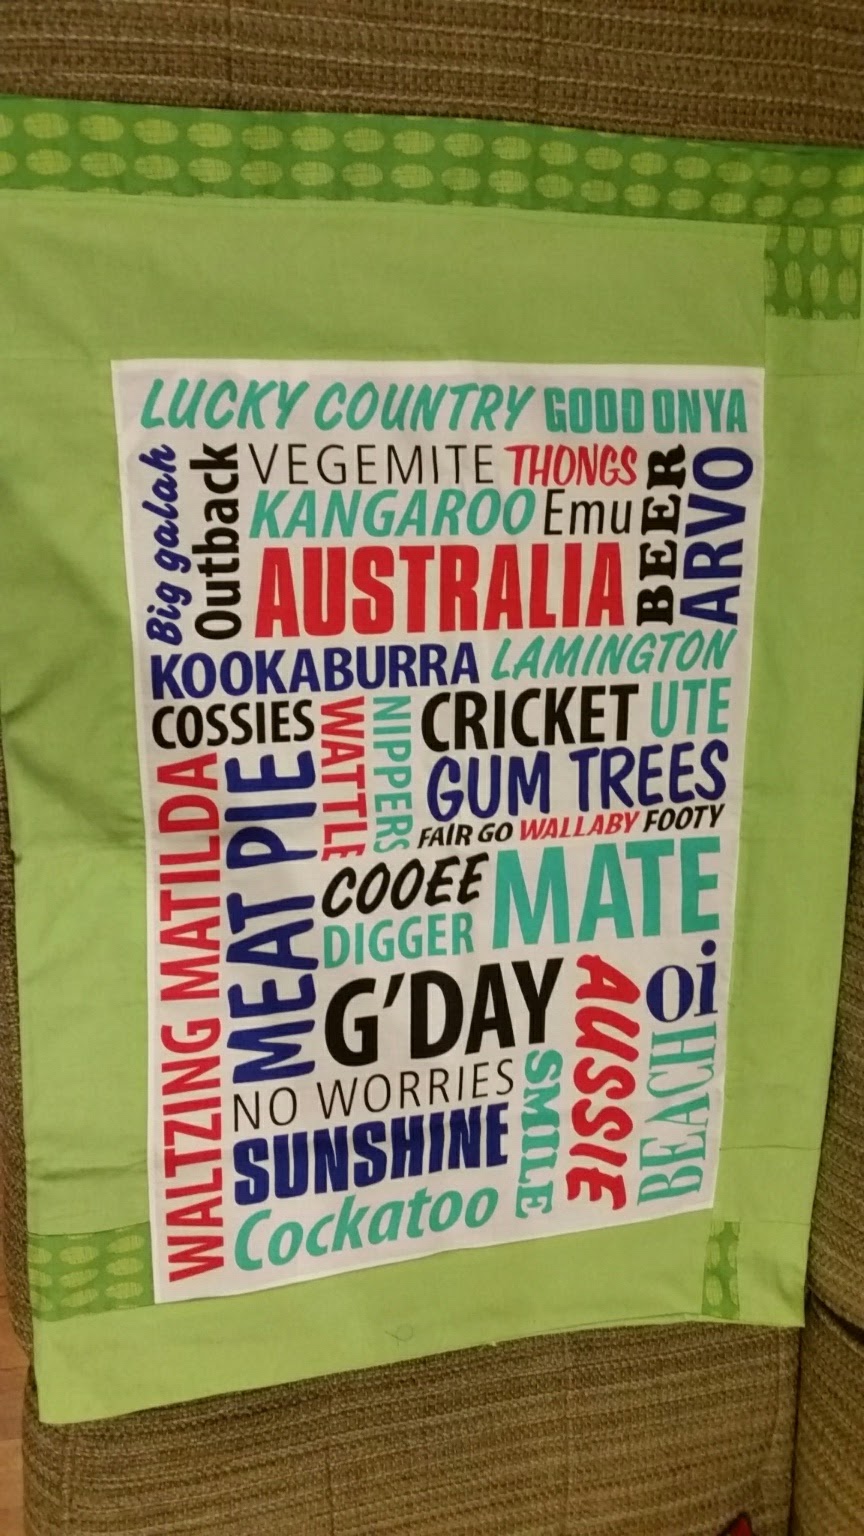 LUCKY COUNTRY GOOD ONYA
Big galah
Outback
VEGEMITE THONGS
BEER
ARVO
KANGAROO Emu
AUSTRALIA
KOOKABURRA LAMINGTON
COSSIES
WATTLE
NIPPERS
CRICKET UTE
GUM TREES
FAIR GO WALLABY FOOTY
WALTZING MATILDA
MEAT PIE
COOEE
MATE
DIGGER
G'DAY
AUSSIE
oi
BEACH
NO WORRIES
SMILE
SUNSHINE
Cockatoo